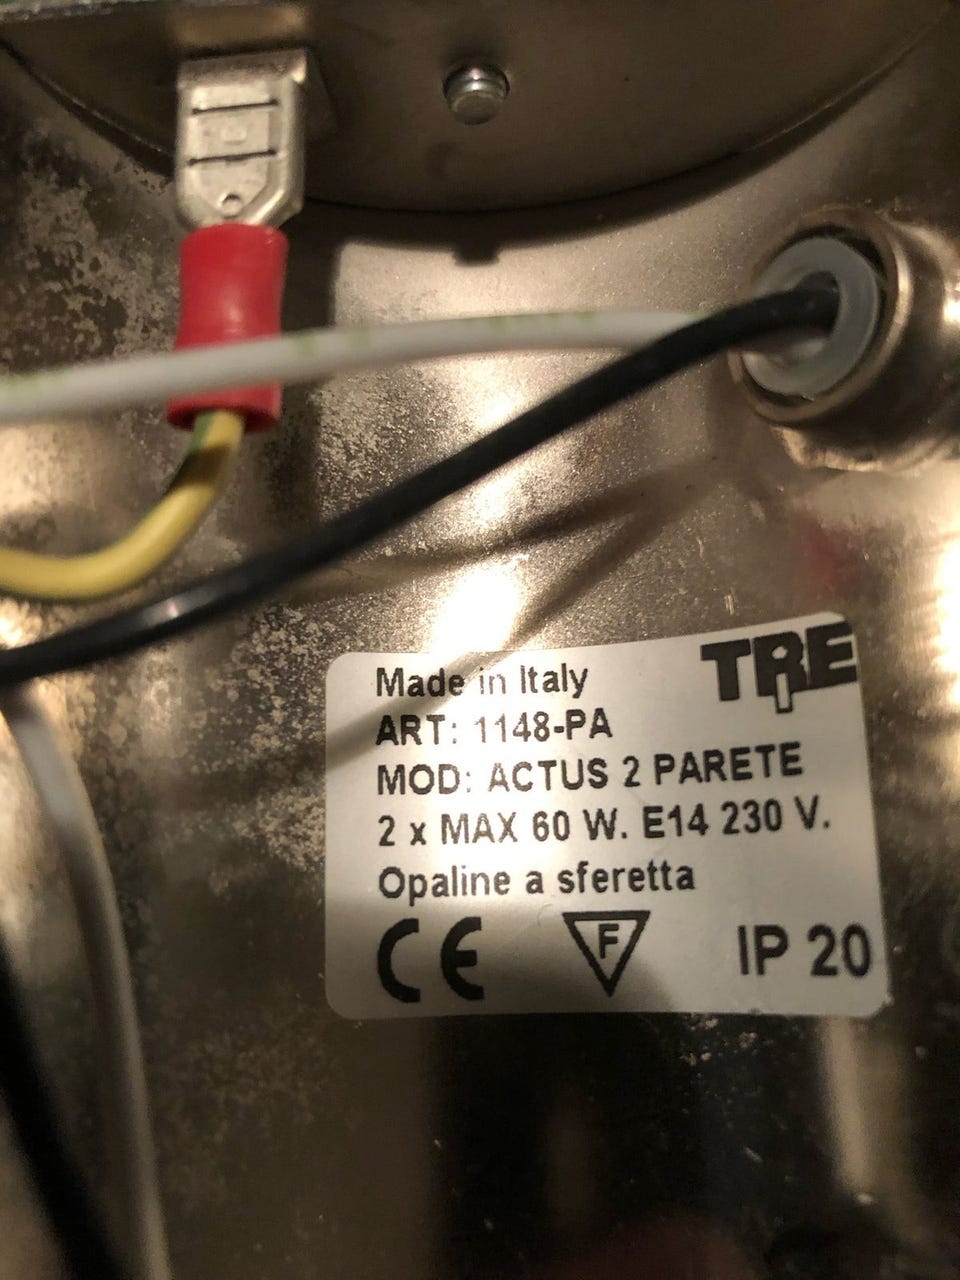 Made in Italy
TRE i
ART: 1148-PA
MOD: ACTUS 2 PARETE
2 x MAX 60 W. E14 230 V.
Opaline a sferetta
CE F IP 20